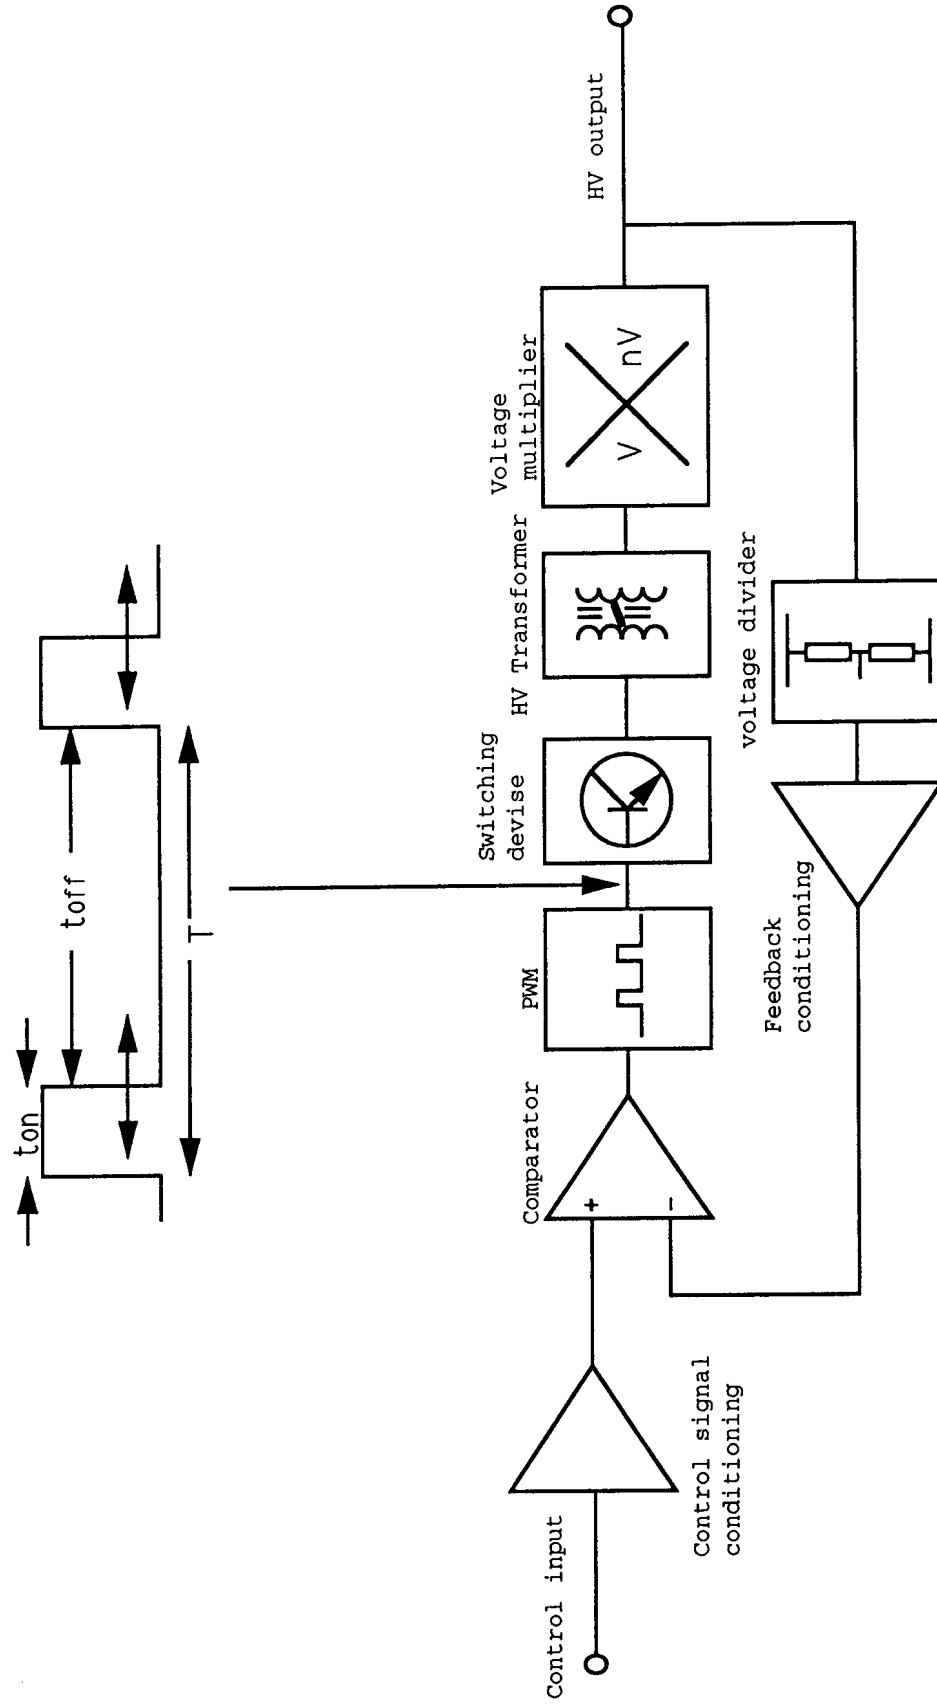 ton
toff
T
Control input
Control signal
conditioning
Comparator
+
-
PWM
Switching
devise
HV Transformer
Voltage
multiplier
V
nV
HV output
voltage divider
Feedback
conditioning